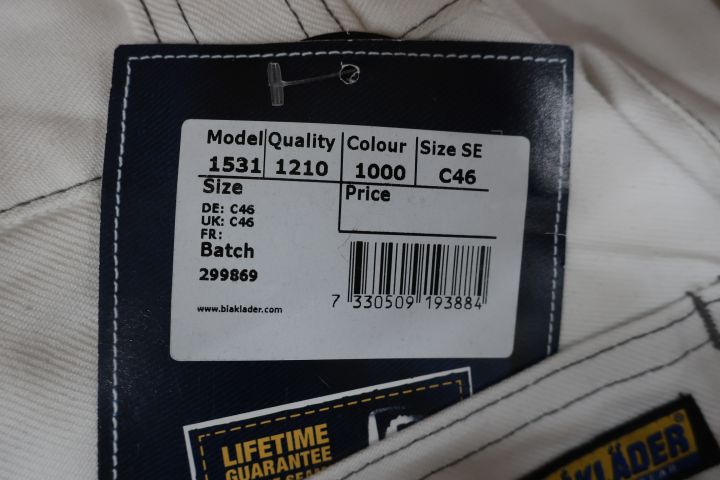 Model Quality Colour Size SE
1531 1210 1000 C46
Size Price
DE: C46
UK: C46
FR:
Batch
299869
www.blaklader.com
7 330509 193884
LIFETIME
GUARANTEE